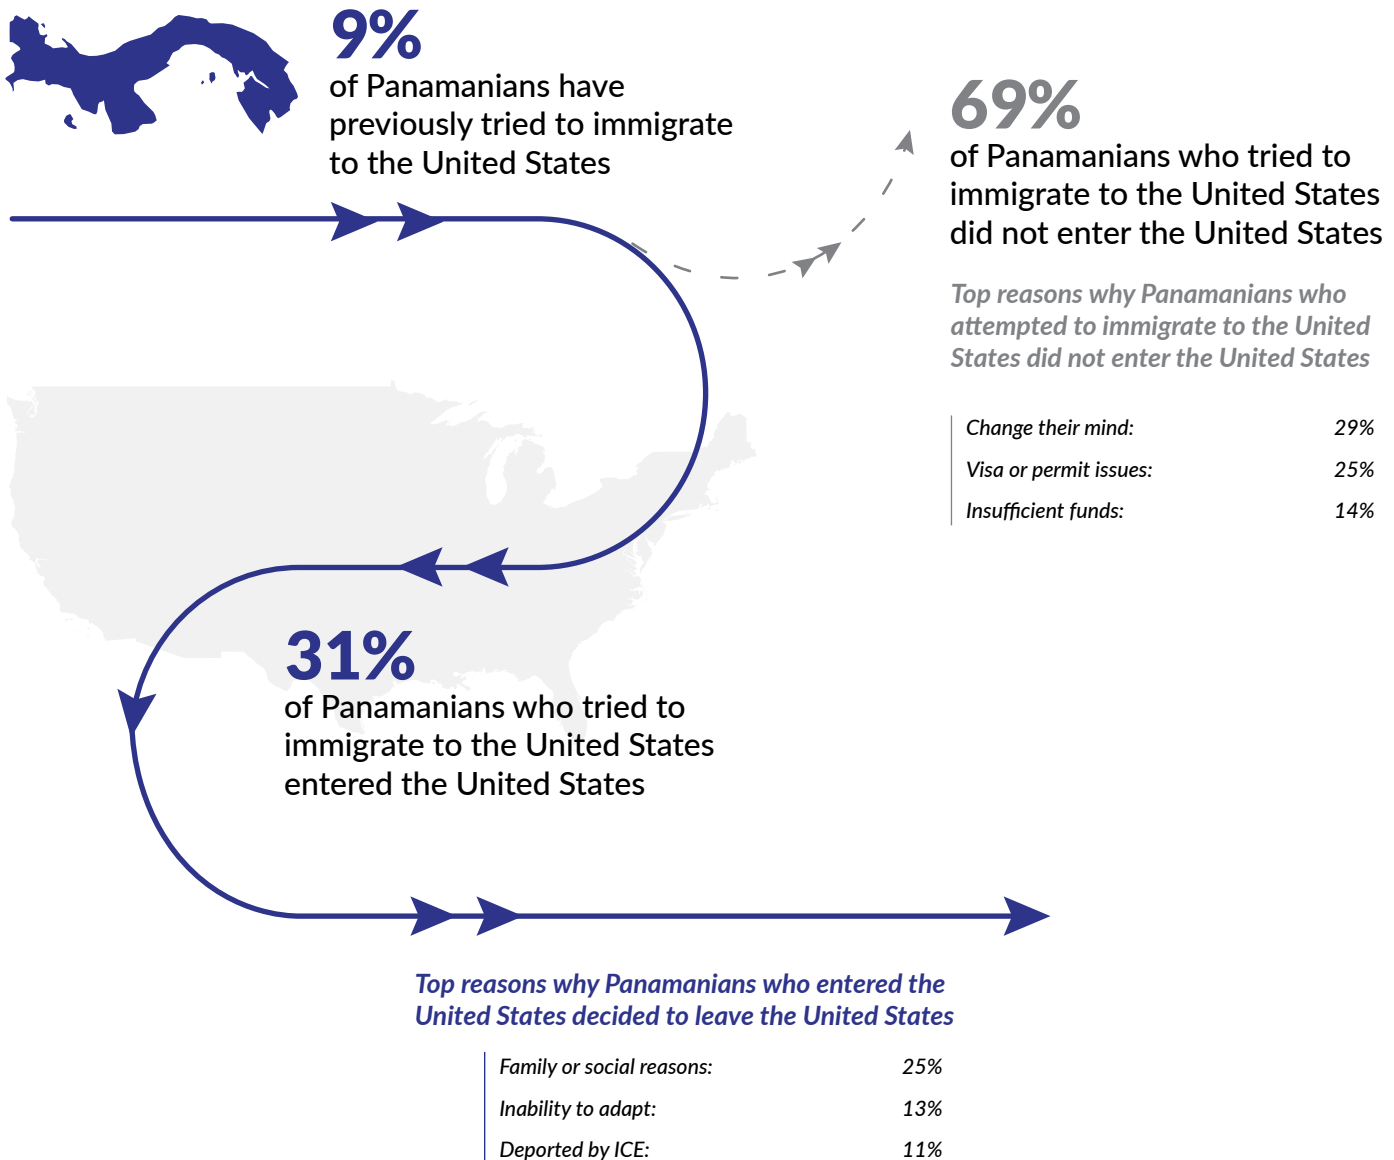 9%
of Panamanians have
previously tried to immigrate
to the United States
69%
of Panamanians who tried to
immigrate to the United States
did not enter the United States
Top reasons why Panamanians who
attempted to immigrate to the United
States did not enter the United States
Change their mind: 29%
Visa or permit issues: 25%
Insufficient funds: 14%
31%
of Panamanians who tried to
immigrate to the United States
entered the United States
Top reasons why Panamanians who entered the
United States decided to leave the United States
Family or social reasons: 25%
Inability to adapt: 13%
Deported by ICE: 11%